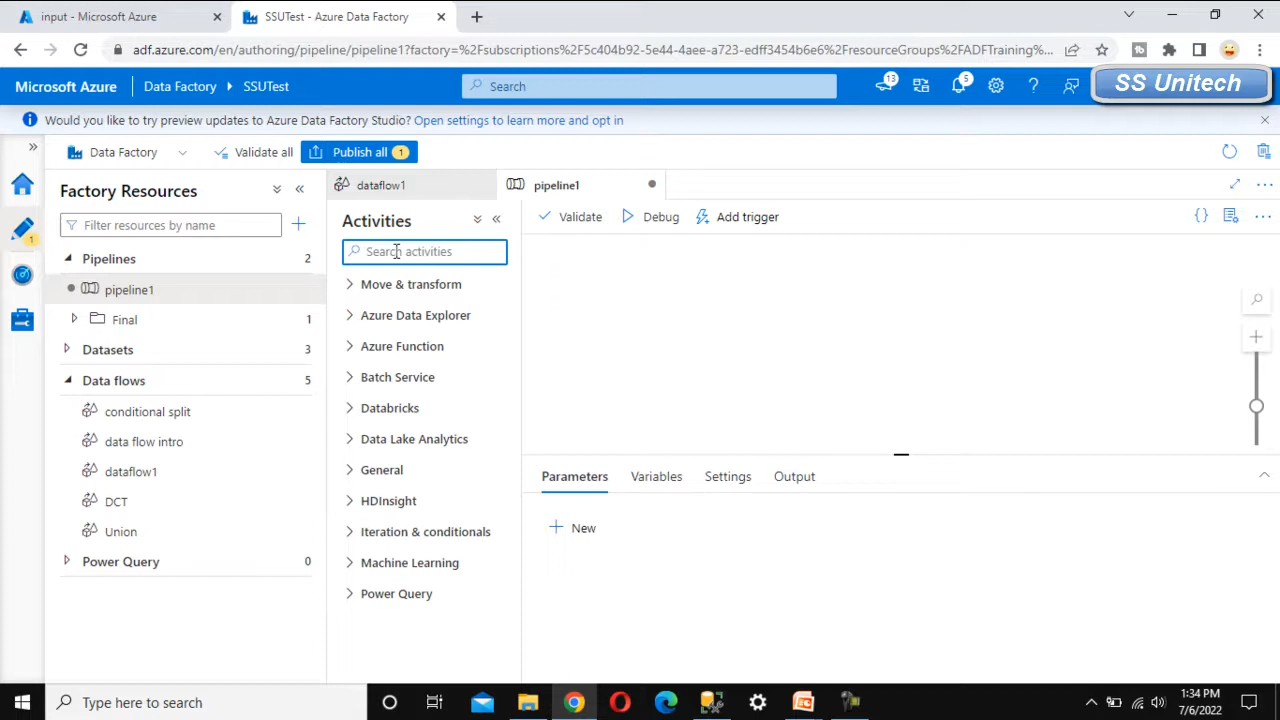 input - Microsoft Azure
SSUTest - Azure Data Factory
adf.azure.com/en/authoring/pipeline/pipeline1?factory=%2Fsubscriptions%2F5c404b92-5e44-4aee-a723-edff3454b6e6%2FresourceGroups%2FADFTraining%...
Microsoft Azure
Data Factory
SSUTest
Search
13
5
SS Unitech
Would you like to try preview updates to Azure Data Factory Studio? Open settings to learn more and opt in
Data Factory
Validate all
Publish all 1
Factory Resources
Filter resources by name
Pipelines 2
pipeline1
Final 1
Datasets 3
Data flows 5
conditional split
data flow intro
dataflow1
DCT
Union
Power Query 0
1
dataflow1
pipeline1
Activities
Search activities
Move & transform
Azure Data Explorer
Azure Function
Batch Service
Databricks
Data Lake Analytics
General
HDInsight
Iteration & conditionals
Machine Learning
Power Query
Validate
Debug
Add trigger
Parameters
Variables
Settings
Output
New
Type here to search
1:34 PM
7/6/2022